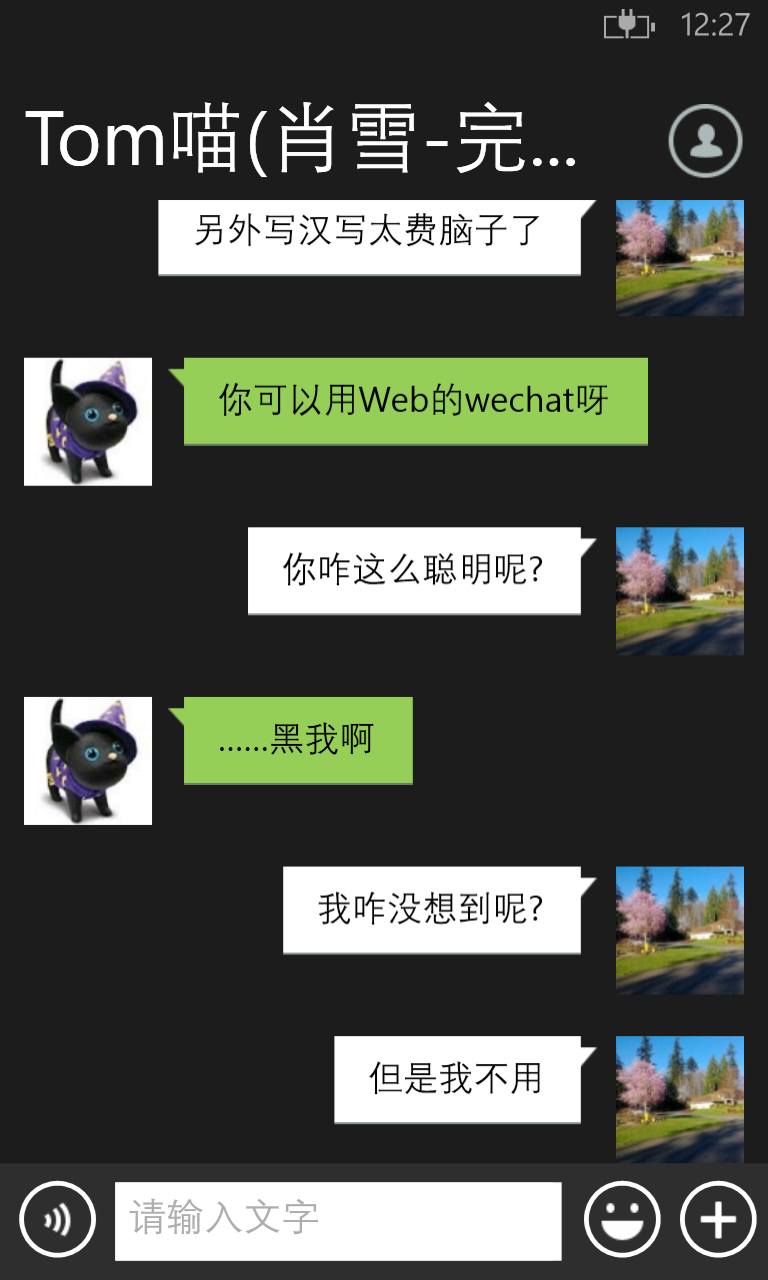 12:27
Tom喵(肖雪-完...
另外写汉写太费脑子了
你可以用Web的wechat呀
你咋这么聪明呢?
......黑我啊
我咋没想到呢?
但是我不用
请输入文字